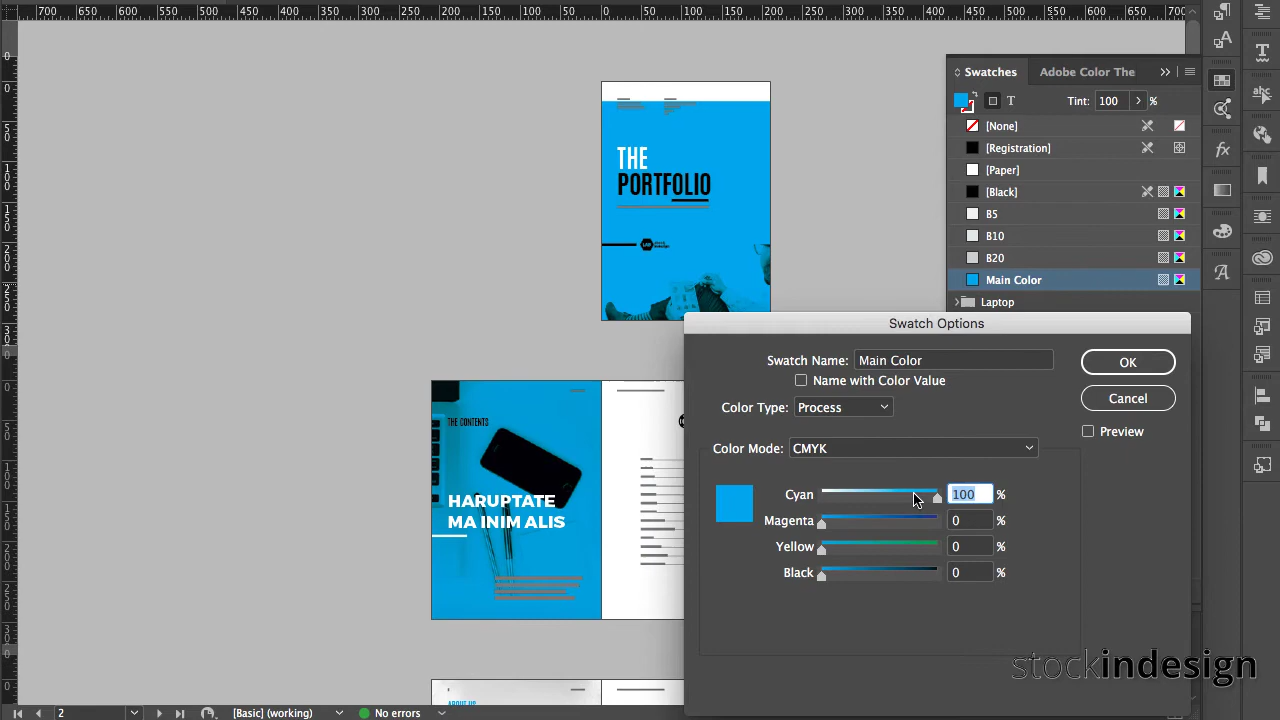 700 650 600 550 500 450 400 350 300 250 200 150 100 50 0 50 100 150 200 250 300 350 400 450 500 550 600 650 700
Swatches
Adobe Color The
Tint: 100 %
[None]
[Registration]
[Paper]
[Black]
B5
B10
B20
Main Color
Laptop
THE
PORTFOLIO
Swatch Options
Swatch Name: Main Color
OK
Name with Color Value
Cancel
Color Type: Process
Preview
Color Mode: CMYK
Cyan 100 %
Magenta 0 %
Yellow 0 %
Black 0 %
THE CONTENTS
HARUPTATE
MA INIM ALIS
ABOUT US
stockindesign
2 [Basic] (working) No errors